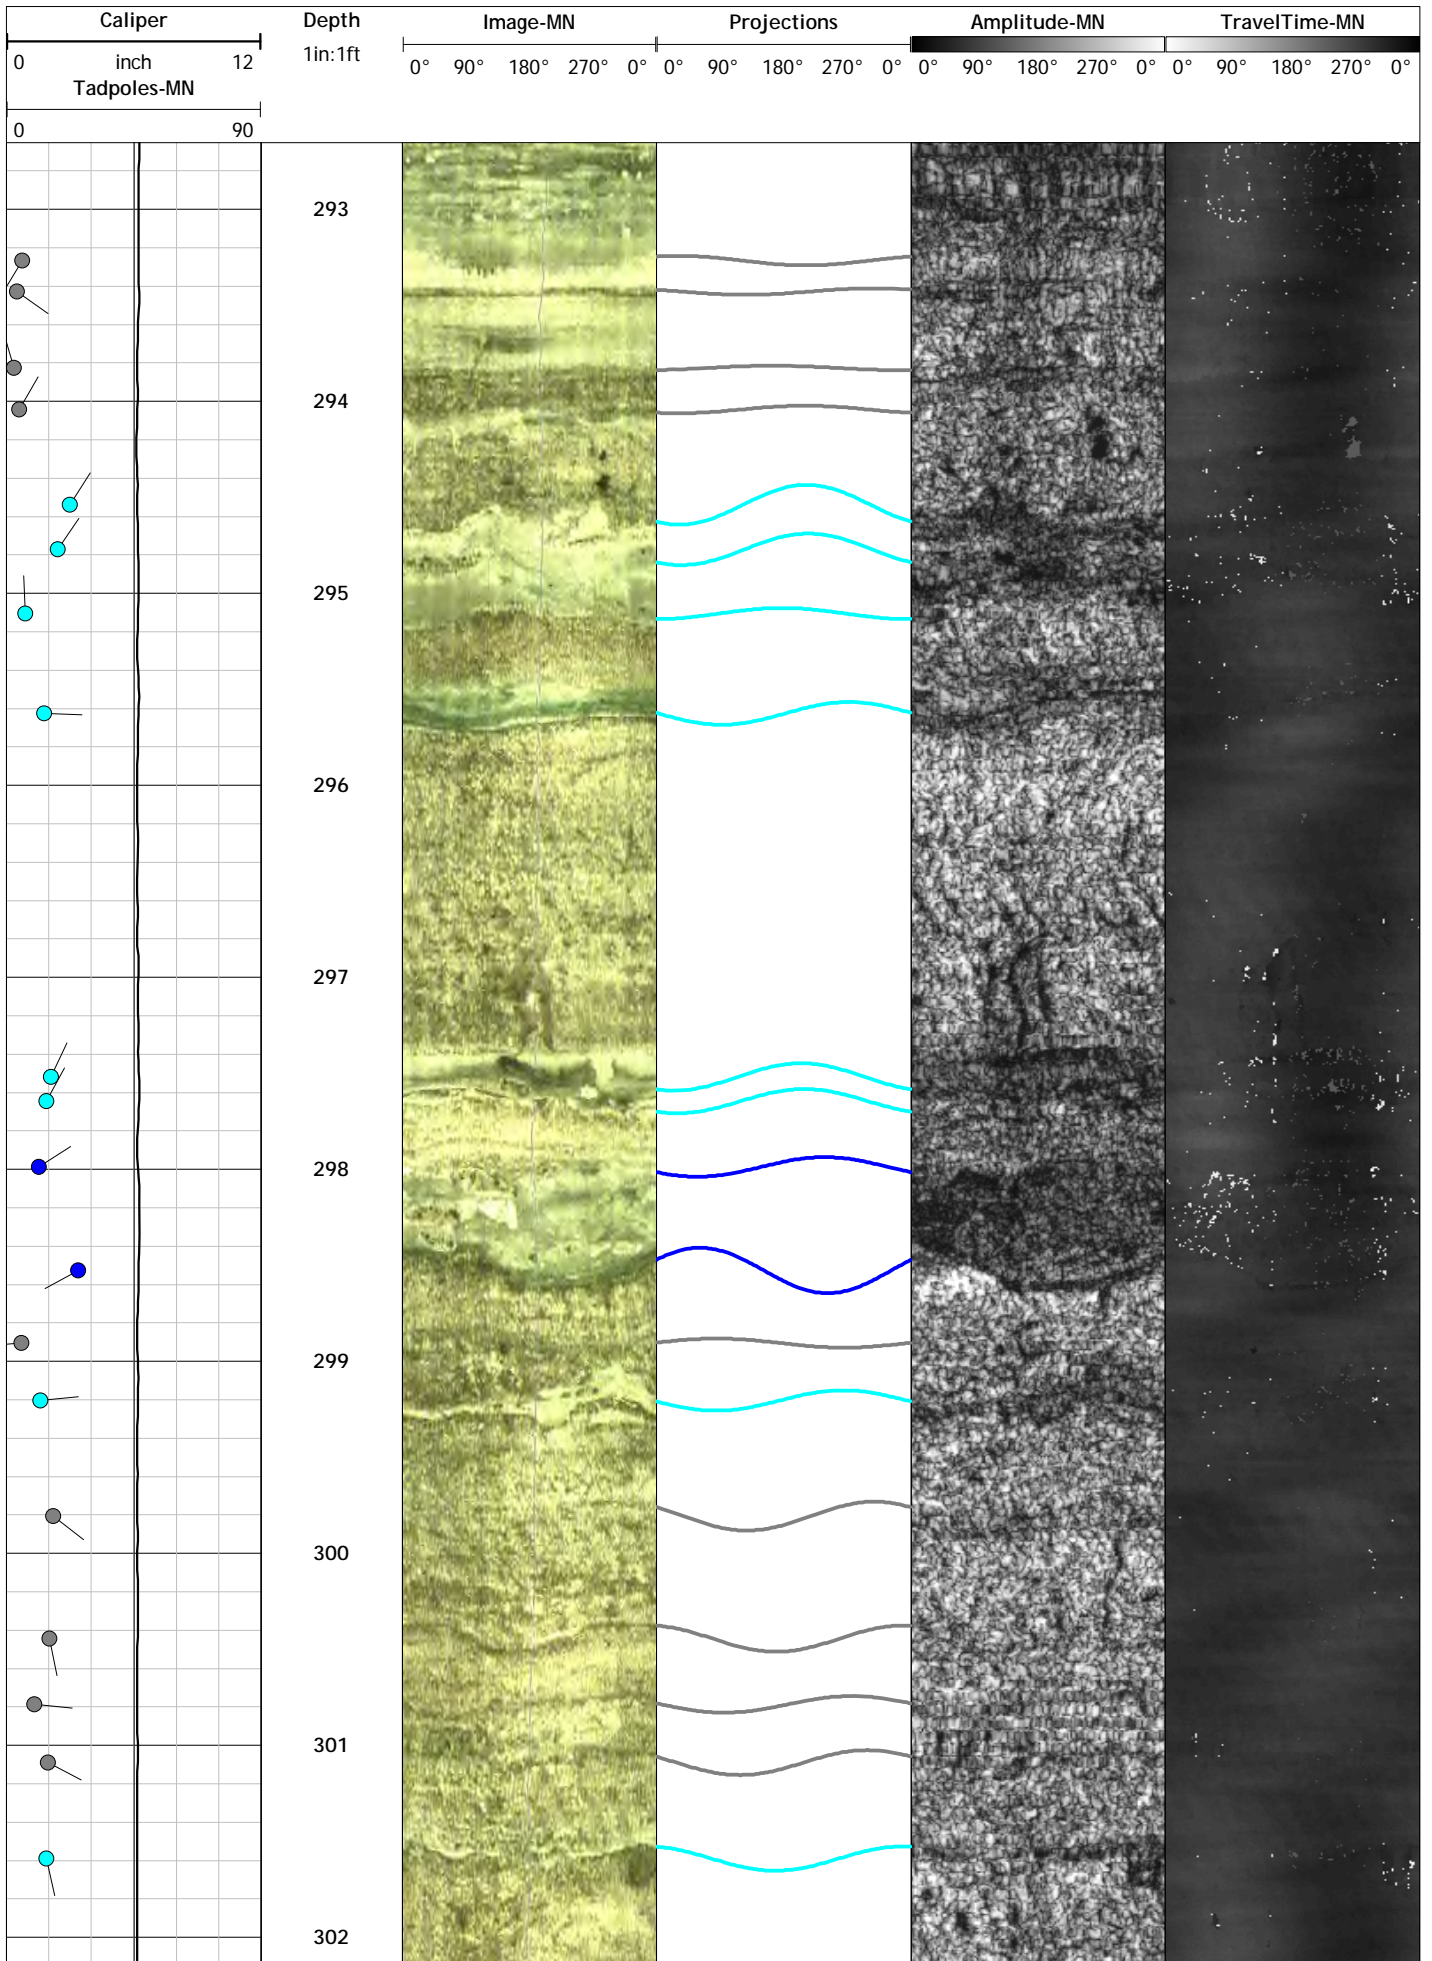 Caliper
0 inch 12
Tadpoles-MN
0 90
Depth
1in:1ft
Image-MN
0° 90° 180° 270° 0°
Projections
0° 90° 180° 270° 0°
Amplitude-MN
0° 90° 180° 270° 0°
TravelTime-MN
0° 90° 180° 270° 0°
293
294
295
296
297
298
299
300
301
302